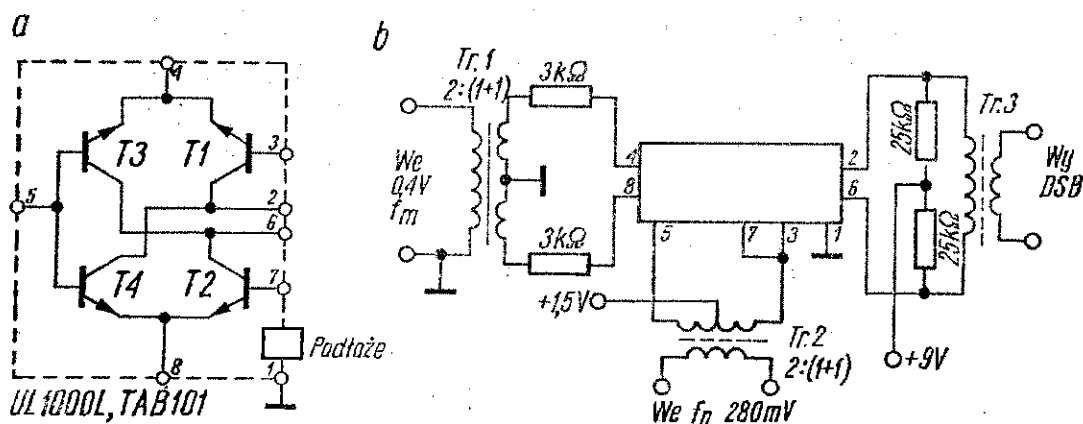 a
4
T3
T1
3
5
2
6
T4
T2
7
Podłoże
8
1
UL1000L, TAB101
b
Tr.1
2:(1+1)
3kΩ
We
0,4V
fm
3kΩ
4
8
5
7
3
1
2
6
+1,5V
Tr.2
2:(1+1)
We fn 280mV
25kΩ
25kΩ
Tr.3
Wy
DSB
+9V